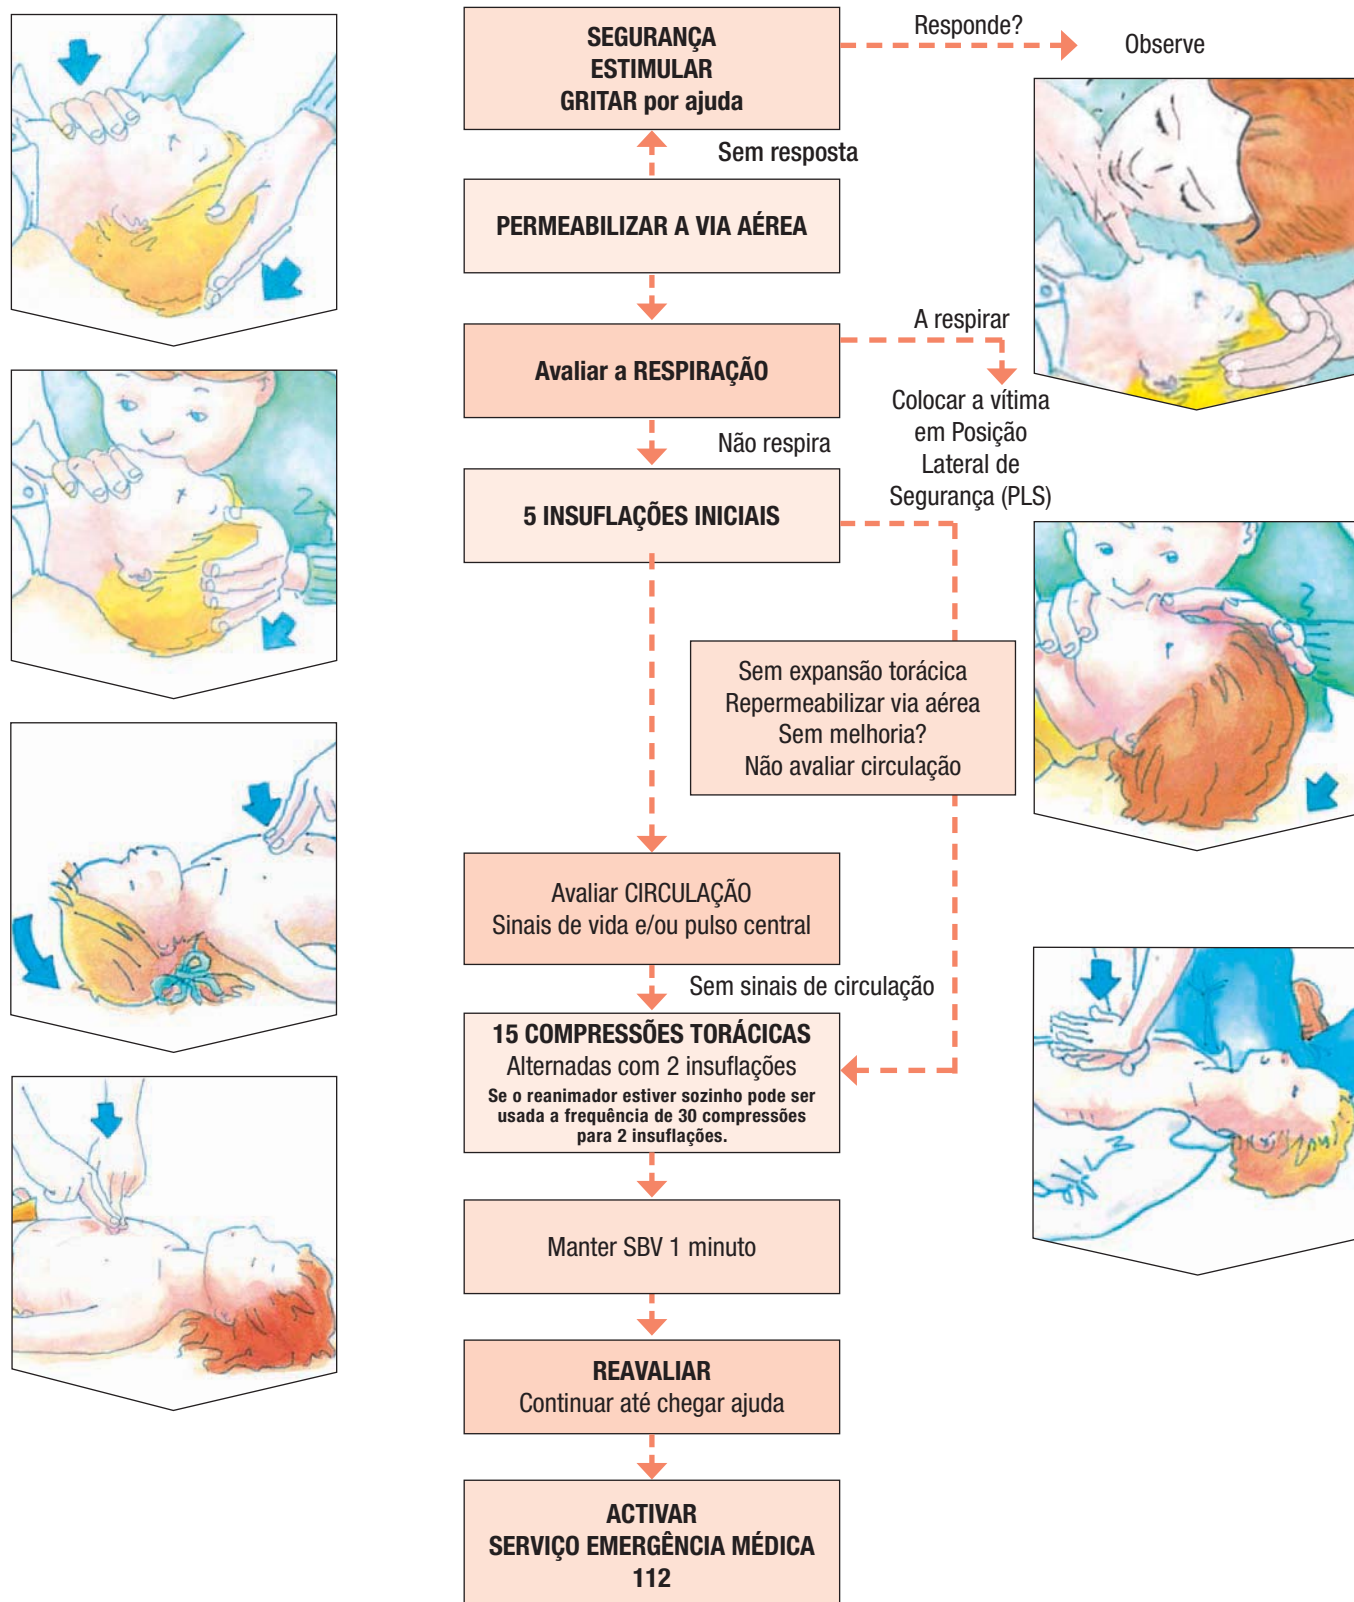 SEGURANÇA
ESTIMULAR
GRITAR por ajuda
Responde?
Observe
Sem resposta
PERMEABILIZAR A VIA AÉREA
Avaliar a RESPIRAÇÃO
A respirar
Colocar a vítima
em Posição
Lateral de
Segurança (PLS)
Não respira
5 INSUFLAÇÕES INICIAIS
Sem expansão torácica
Repermeabilizar via aérea
Sem melhoria?
Não avaliar circulação
Avaliar CIRCULAÇÃO
Sinais de vida e/ou pulso central
Sem sinais de circulação
15 COMPRESSÕES TORÁCICAS
Alternadas com 2 insuflações
Se o reanimador estiver sozinho pode ser
usada a frequência de 30 compressões
para 2 insuflações.
Manter SBV 1 minuto
REAVALIAR
Continuar até chegar ajuda
ACTIVAR
SERVIÇO EMERGÊNCIA MÉDICA
112